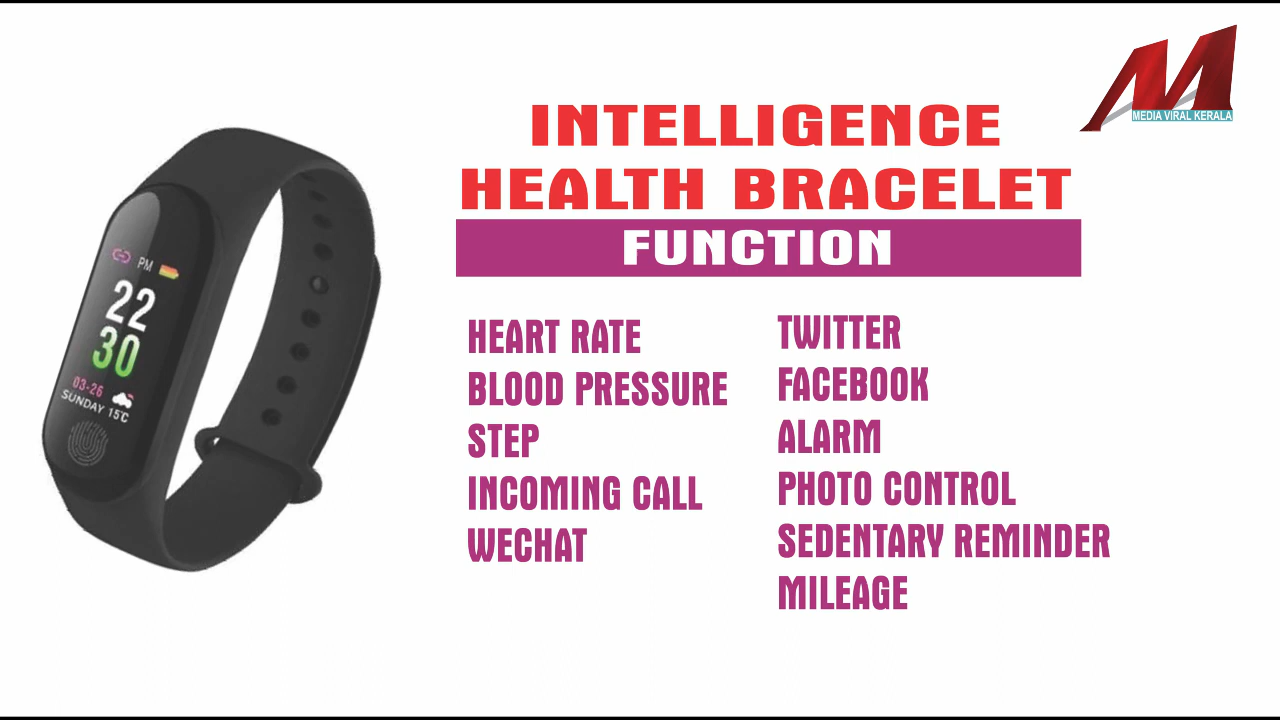 MEDIA VIRAL KERALA
INTELLIGENCE
HEALTH BRACELET
FUNCTION
HEART RATE
BLOOD PRESSURE
STEP
INCOMING CALL
WECHAT
TWITTER
FACEBOOK
ALARM
PHOTO CONTROL
SEDENTARY REMINDER
MILEAGE
PM
22
30
03-26
SUNDAY 15℃